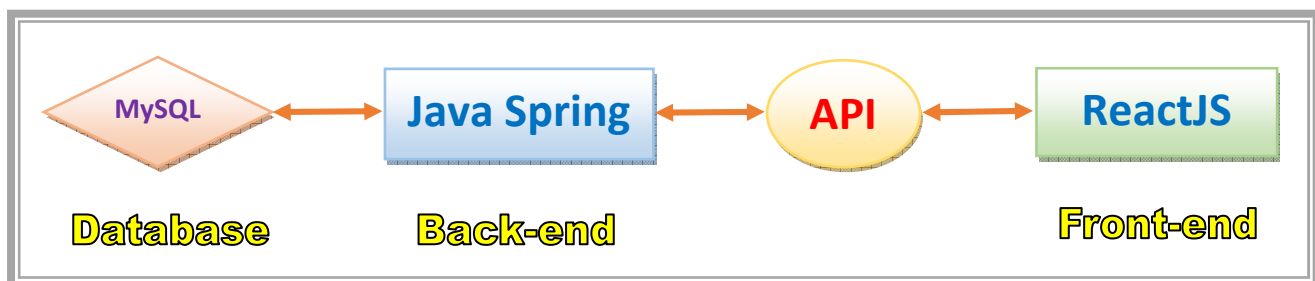 MySQL
Java Spring
API
ReactJS
Database
Back-end
Front-end